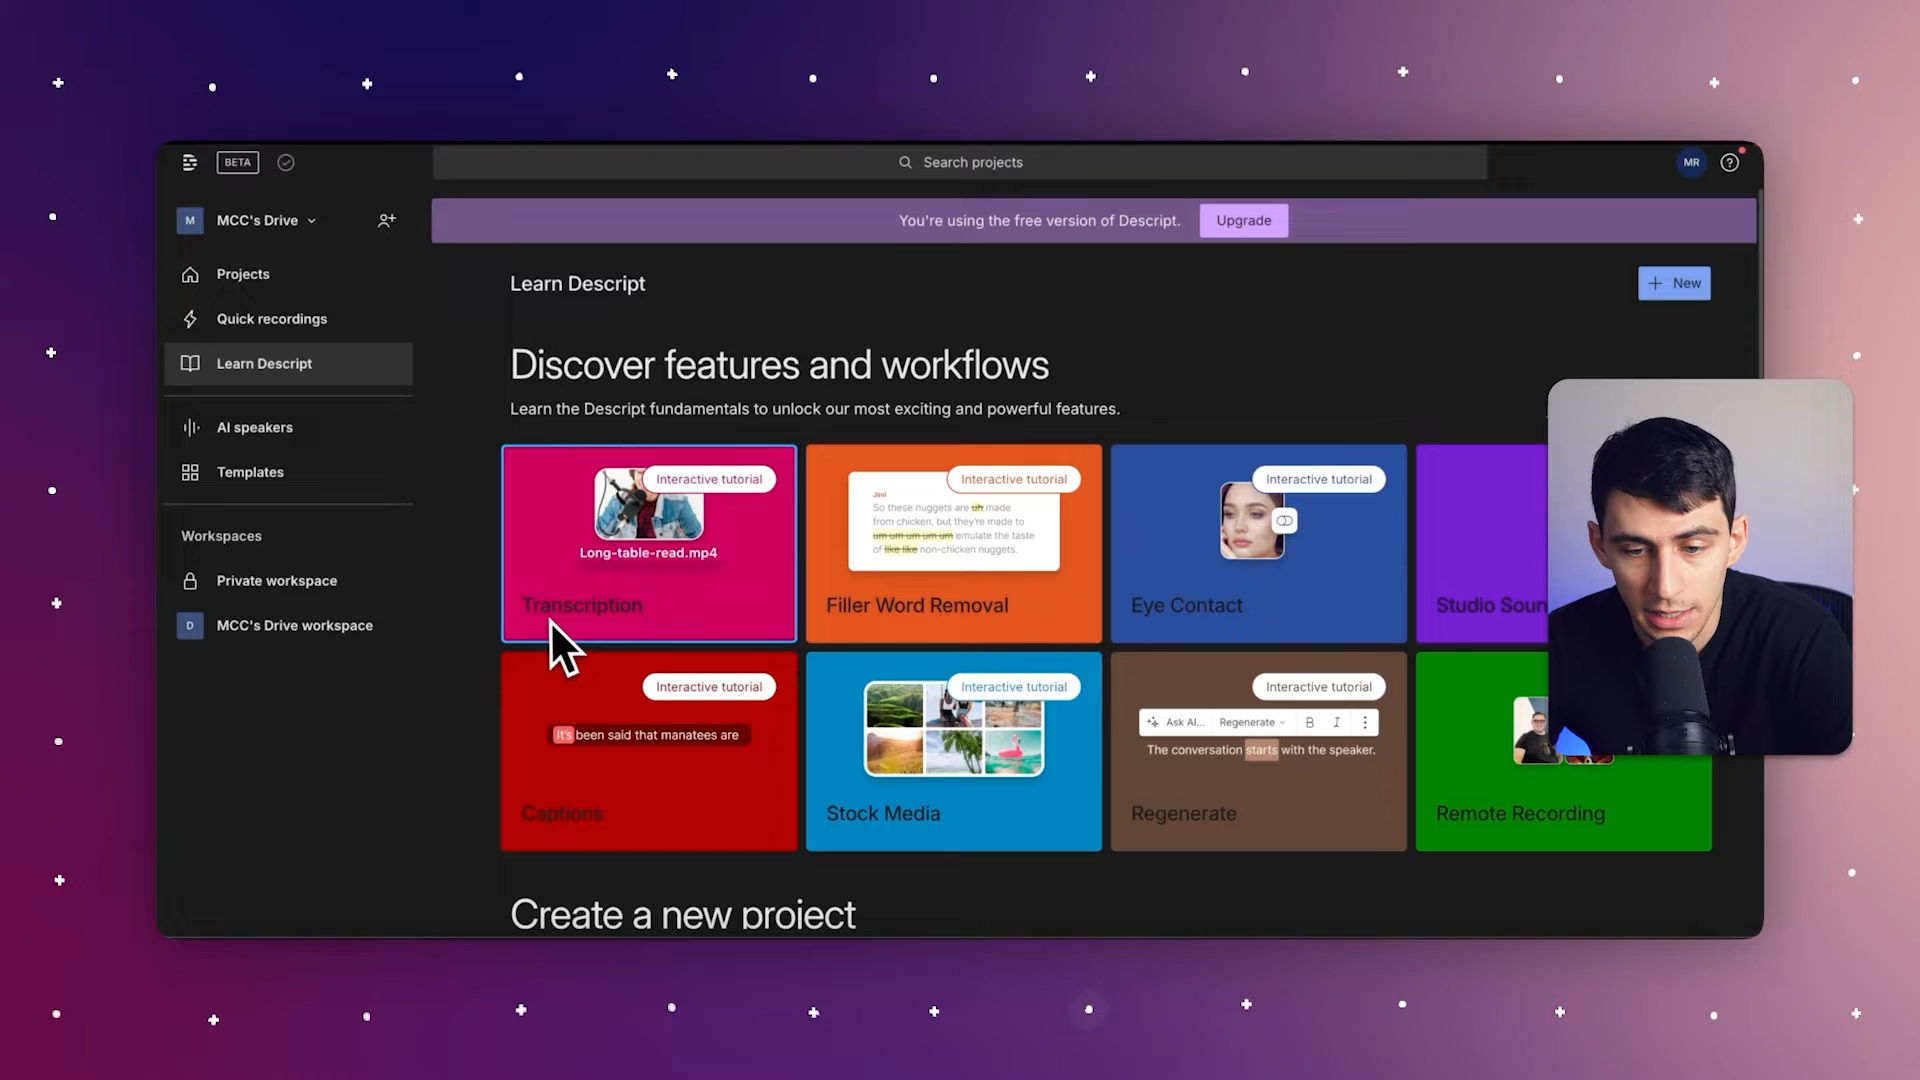 BETA
Search projects
MR
M
MCC's Drive
You're using the free version of Descript.
Upgrade
Projects
Quick recordings
Learn Descript
AI speakers
Templates
Workspaces
Private workspace
D
MCC's Drive workspace
Learn Descript
New
Discover features and workflows
Learn the Descript fundamentals to unlock our most exciting and powerful features.
Interactive tutorial
Long-table-read.mp4
Transcription
Interactive tutorial
Javi
So these nuggets are uh made
from chicken, but they're made to
um um um um um emulate the taste
of like like non-chicken nuggets.
Filler Word Removal
Interactive tutorial
Eye Contact
Studio Soun
Interactive tutorial
It's been said that manatees are
Captions
Interactive tutorial
Stock Media
Interactive tutorial
Ask AI... Regenerate B I
The conversation starts with the speaker.
Regenerate
Remote Recording
Create a new project